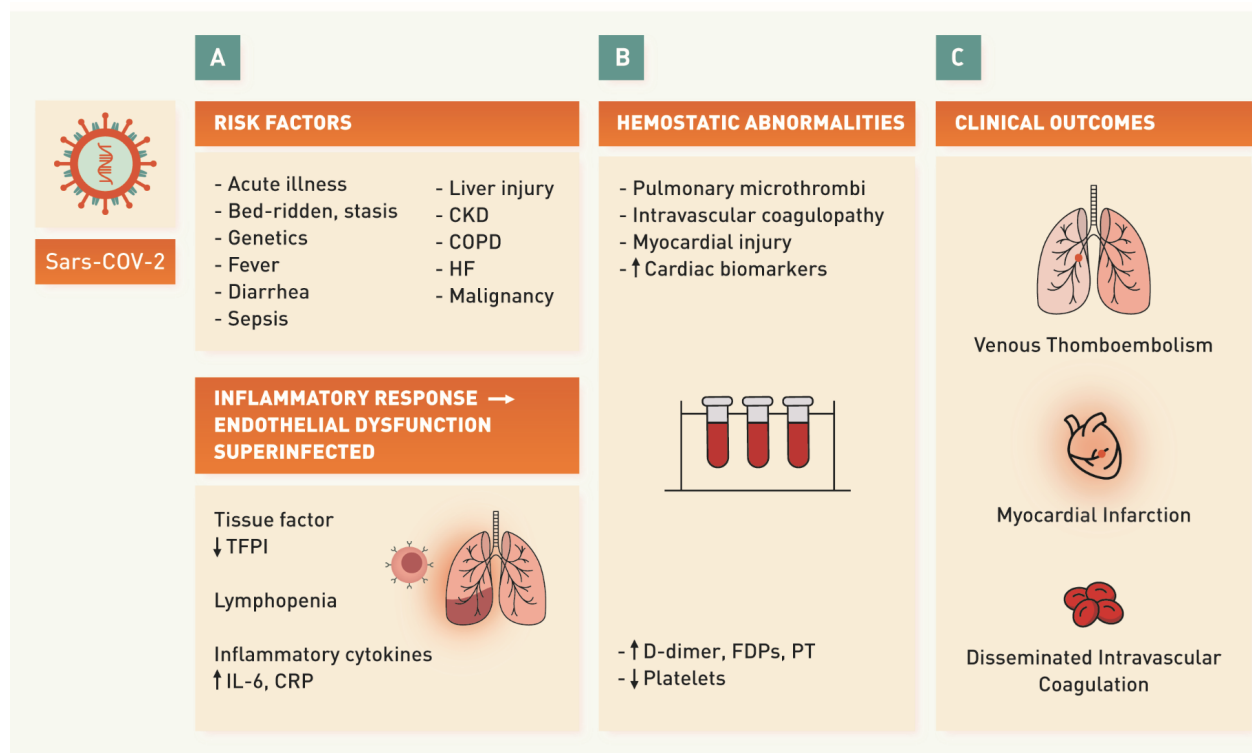 A
B
C
Sars-COV-2
RISK FACTORS
- Acute illness
- Bed-ridden, stasis
- Genetics
- Fever
- Diarrhea
- Sepsis
- Liver injury
- CKD
- COPD
- HF
- Malignancy
INFLAMMATORY RESPONSE →
ENDOTHELIAL DYSFUNCTION
SUPERINFECTED
Tissue factor
↓ TFPI
Lymphopenia
Inflammatory cytokines
↑ IL-6, CRP
HEMOSTATIC ABNORMALITIES
- Pulmonary microthrombi
- Intravascular coagulopathy
- Myocardial injury
- ↑ Cardiac biomarkers
- ↑ D-dimer, FDPs, PT
- ↓ Platelets
CLINICAL OUTCOMES
Venous Thomboembolism
Myocardial Infarction
Disseminated Intravascular
Coagulation